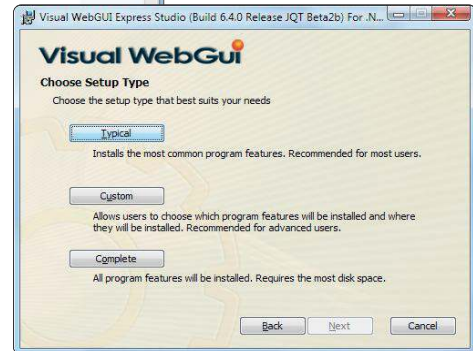 Visual WebGUI Express Studio (Build 6.4.0 Release JQT Beta2b) For .N...
Visual WebGui
Choose Setup Type
Choose the setup type that best suits your needs
Typical
Installs the most common program features. Recommended for most users.
Custom
Allows users to choose which program features will be installed and where
they will be installed. Recommended for advanced users.
Complete
All program features will be installed. Requires the most disk space.
Back Next Cancel